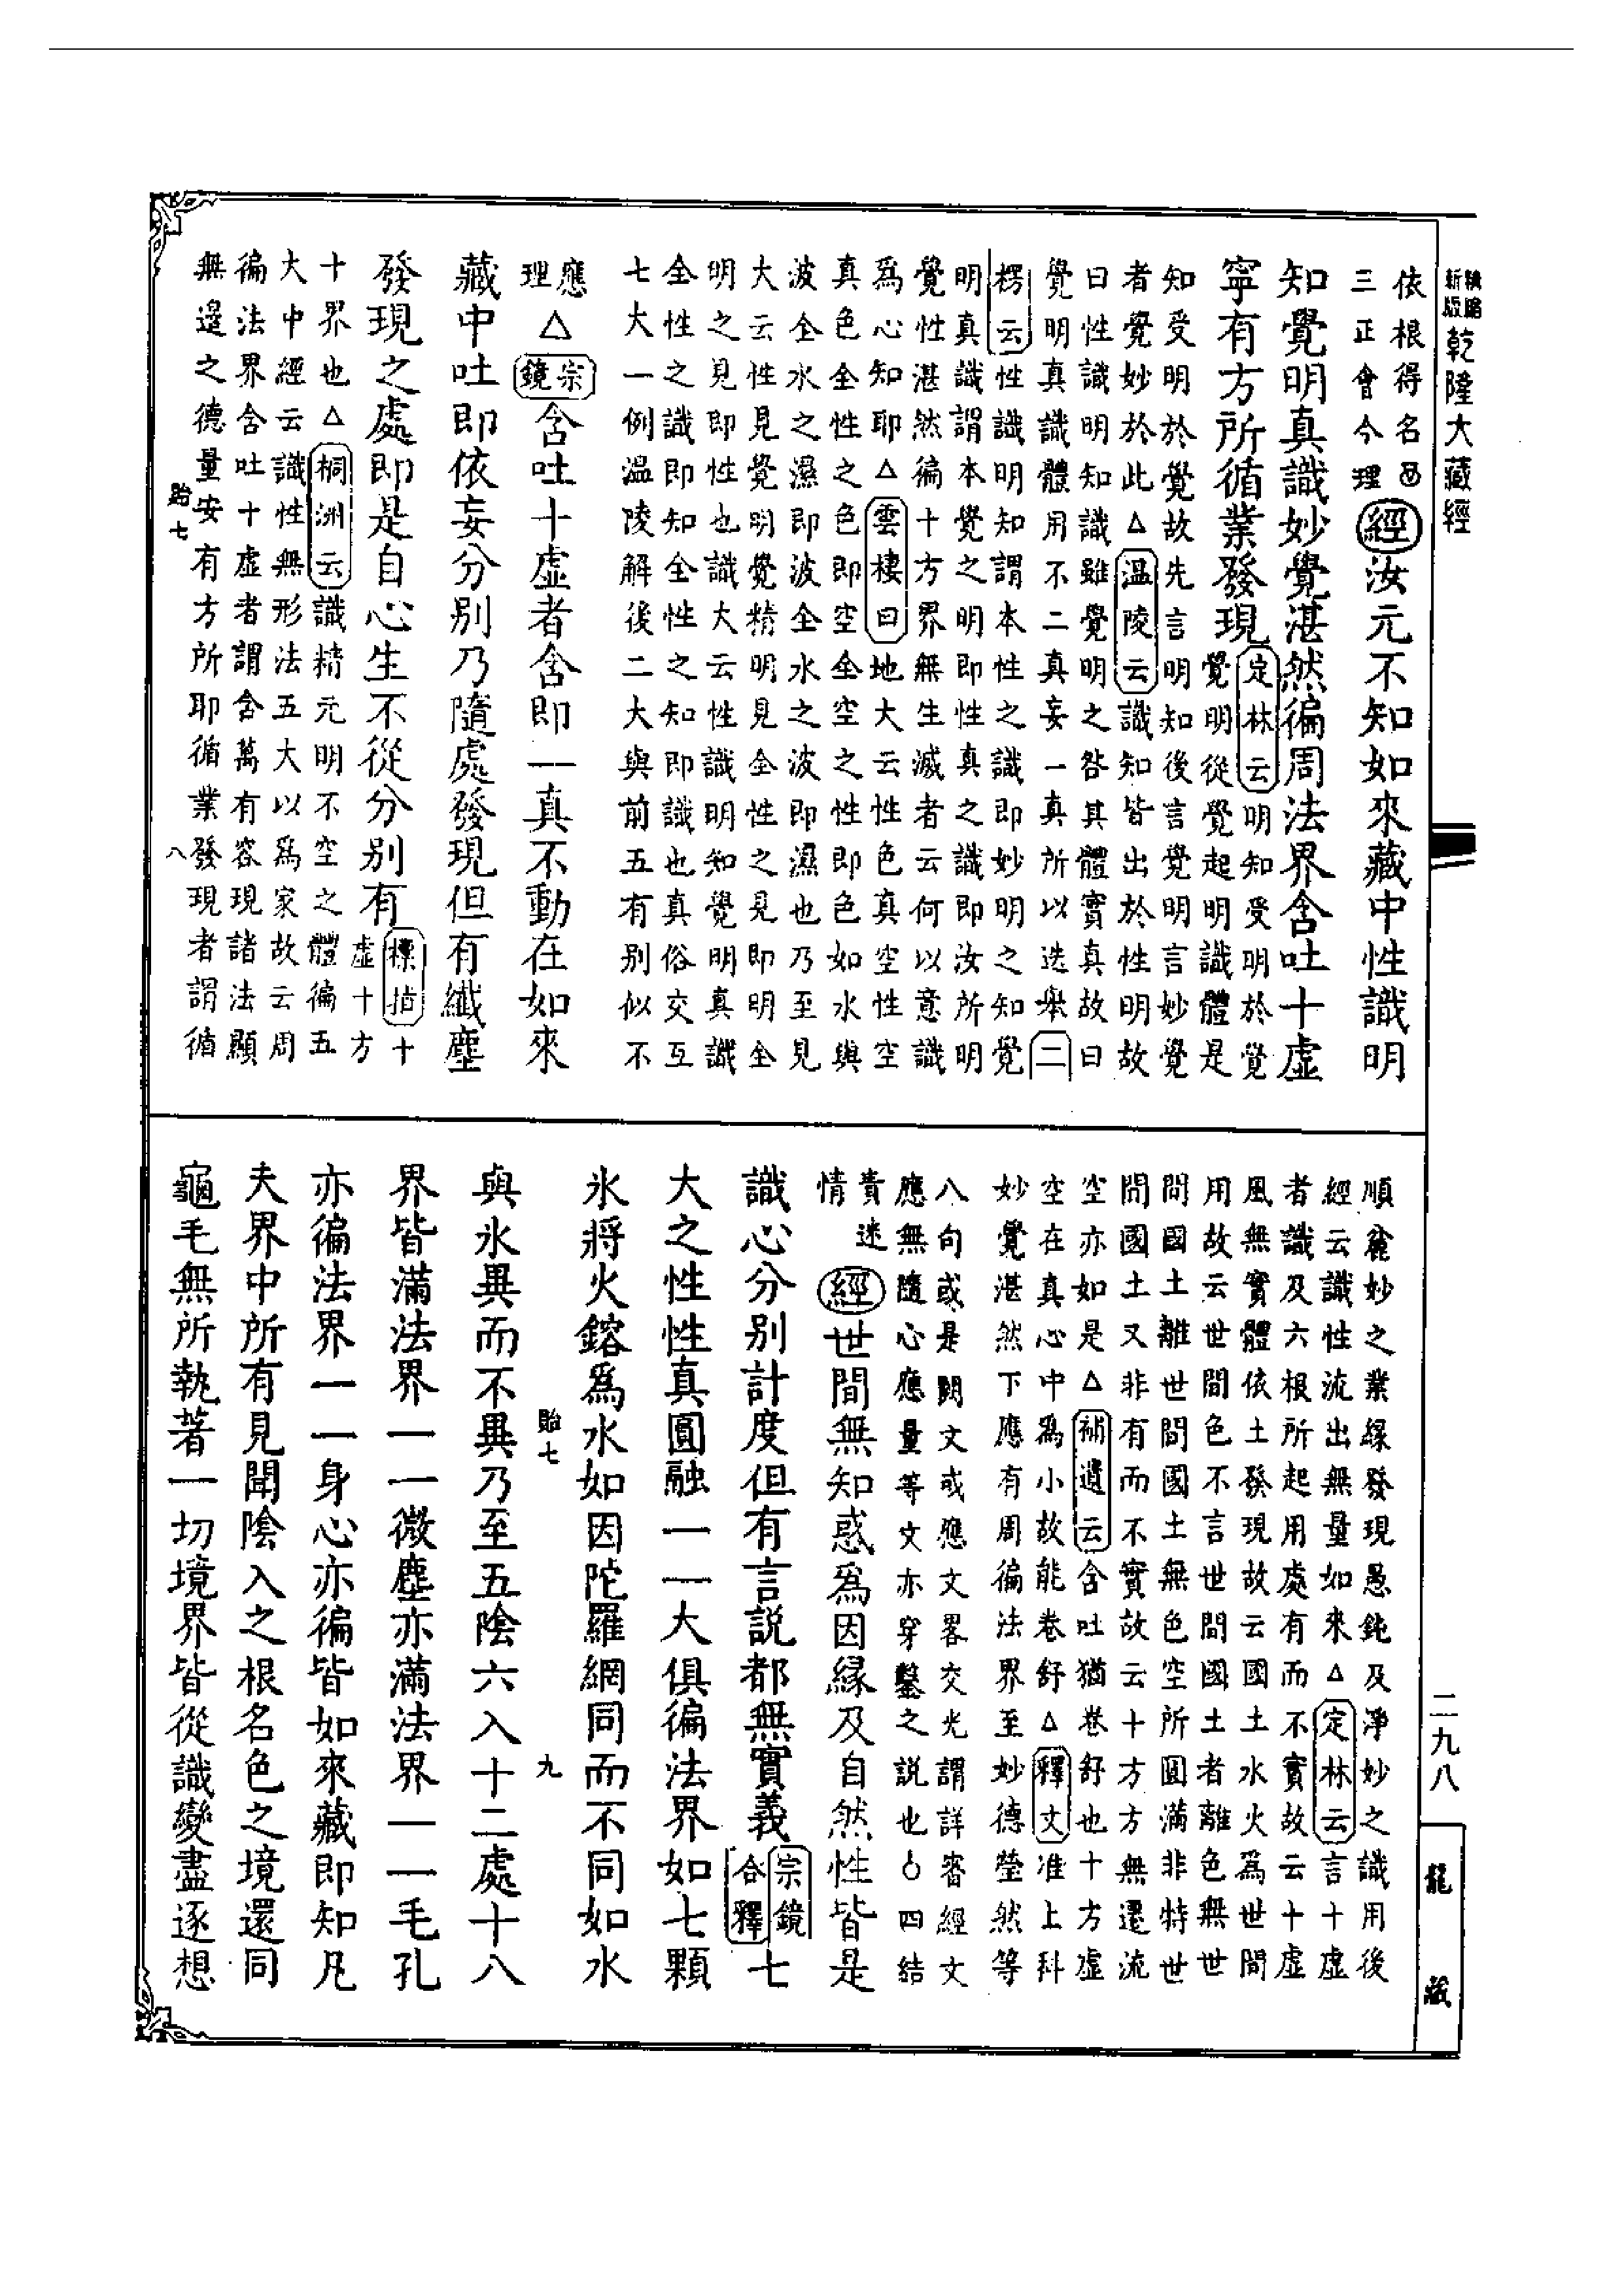 乾隆大藏經
依根得名㊃
三正會今理
經汝元不知如來藏中性識明
知覺明真識妙覺湛然徧周法界含吐十虛
寧有方所循業發現
定林云明知受明於覺
覺明從覺起明識體是
知受明於覺故先言明知後言覺明言妙覺
者覺妙於此△溫陵云識知皆出於性明故
曰性識明知識雖覺明之咎其體實真故曰
覺明真識體用不二真妄一真所以迭舉二
楞云性識明知謂本性之識即妙明之知覺
明真識謂本覺之明即性真之識即汝所明
覺性湛然徧十方界無生滅者云何以意識
為心知耶△雲棲曰地大云性色真空性空
真色全性之色即空全空之性即色如水與
波全水之濕即波全水之波即濕也乃至見
大云性見覺明覺精明見全性之見即明全
明之見即性也識大云性識明知覺明真識
全性之識即知全性之知即識也真俗交互
七大一例溫陵解後二大與前五有別似不
應理△宗鏡含吐十虛者含即一真不動在如來
藏中吐即依妄分別乃隨處發現但有纖塵
發現之處即是自心生不從分別有
標指十
虛十方
十界也△桐洲云識精元明不空之體徧五
大中經云識性無形法五大以為家故云周
徧法界含吐十虛者謂含萬有容現諸法顯
無邊之德量安有方所耶循業發現者謂循
貽七 八
順麁妙之業緣發現愚鈍及淨妙之識用後
經云識性流出無量如來△定林云言十虛
者識及六根所起用處有而不實故云十虛
風無實體依土發現故云國土水火為世間
用故云世間色不言世間國土者離色無世
問國土離世間國土無色空所圓滿非特世
間國土又非有而不實故云十方方無還流
空亦如是△補遺云含吐猶卷舒也十方虛
空在真心中為小故能卷舒△釋文准上科
妙覺湛然下應有周徧法界至妙德瑩然等
八句或是闕文或應文畧交光謂詳審經文
應無隨心應量等文亦穿鑿之說也○四結
責迷情
經世間無知惑為因緣及自然性皆是
識心分別計度但有言說都無實義
宗鏡合釋七
大之性性真圓融一一大俱徧法界如七顆
氷將火鎔為水如因陀羅網同而不同如水
與氷異而不異乃至五陰六入十二處十八
貽七 九
界皆滿法界一一微塵亦滿法界一一毛孔
亦徧法界一一身心亦徧皆如來藏即知凡
夫界中所有見聞陰入之根名色之境還同
龜毛無所執著一切境界皆從識變盡逐想
二九八
龍藏